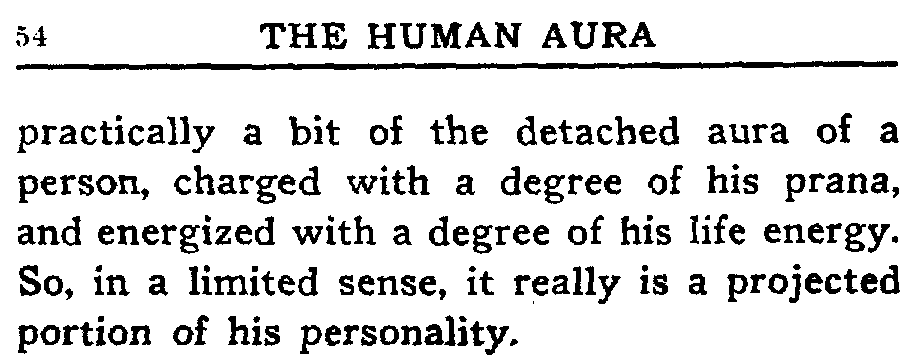 54 THE HUMAN AURA
practically a bit of the detached aura of a
person, charged with a degree of his prana,
and energized with a degree of his life energy.
So, in a limited sense, it really is a projected
portion of his personality.